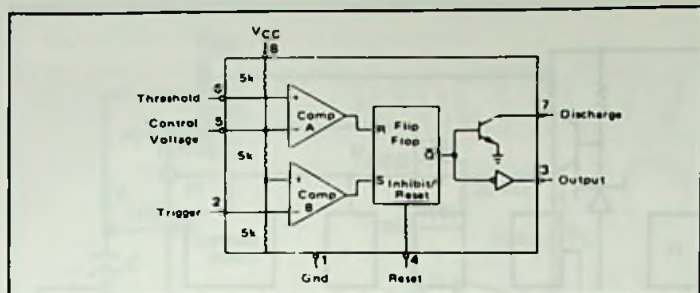 VCC
8
5k
6
Threshold
+
Comp
A
-
Control
Voltage
5
R
Flip
Flop
Q
7
Discharge
5k
+
Comp
B
-
S
Inhibit/
Reset
3
Output
Trigger
2
5k
1
Gnd
4
Reset